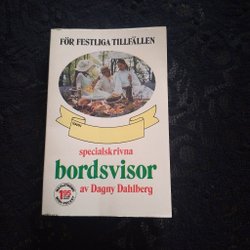 FÖR FESTLIGA TILLFÄLLEN
specialskrivna
bordsvisor
av Dagny Dahlberg